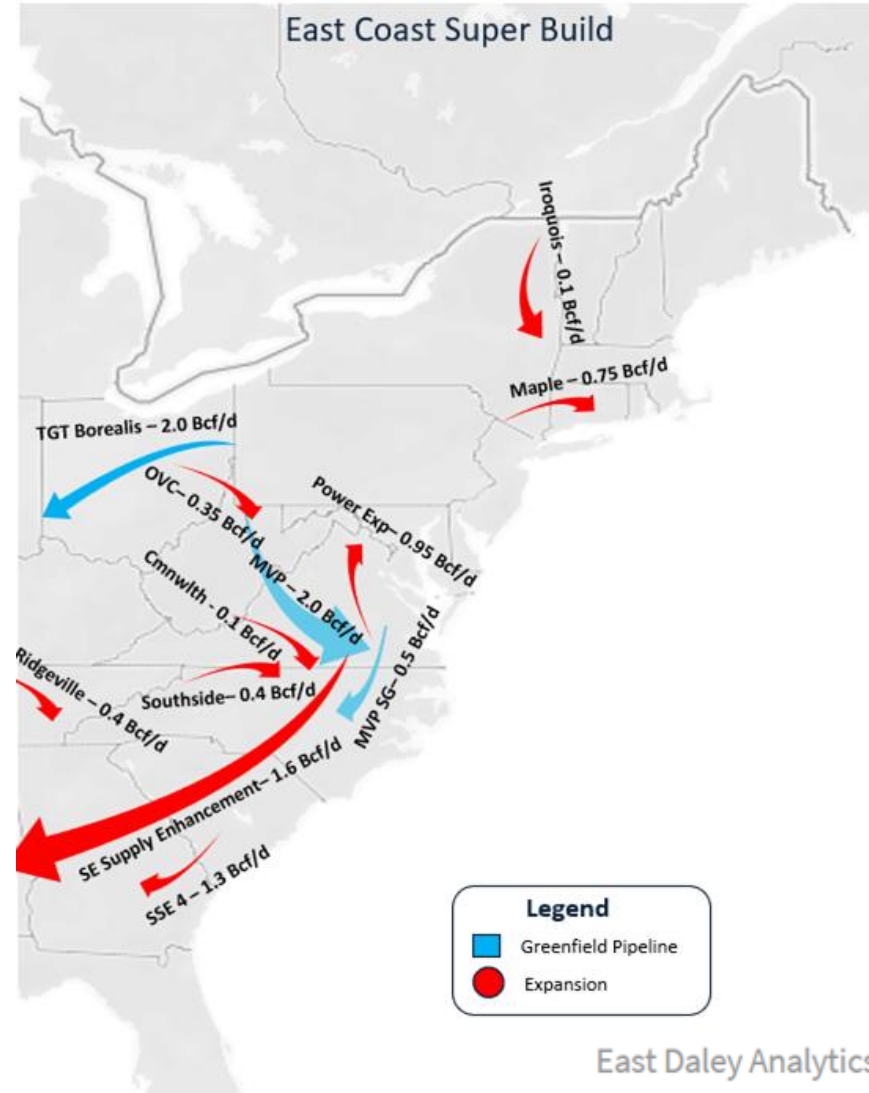 East Coast Super Build
Iroquois – 0.1 Bcf/d
Maple – 0.75 Bcf/d
TGT Borealis – 2.0 Bcf/d
OVC– 0.35 Bcf/d
Power Exp– 0.95 Bcf/d
MVP – 2.0 Bcf/d
Cmnwlth - 0.1 Bcf/d
MVP SG– 0.5 Bcf/d
Ridgeville – 0.4 Bcf/d
Southside– 0.4 Bcf/d
SE Supply Enhancement– 1.6 Bcf/d
SSE 4 – 1.3 Bcf/d
Legend
Greenfield Pipeline
Expansion
East Daley Analytics